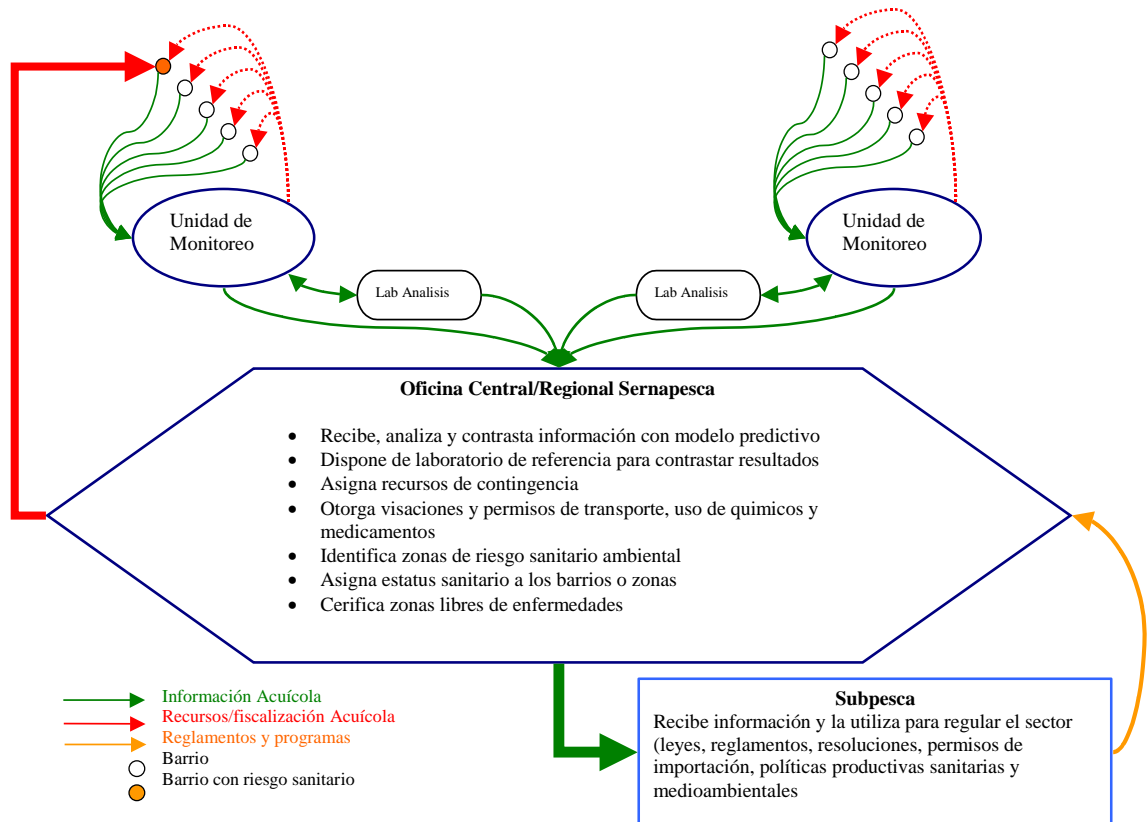 Unidad de
Monitoreo
Unidad de
Monitoreo
Lab Analisis
Lab Analisis
Oficina Central/Regional Sernapesca
• Recibe, analiza y contrasta información con modelo predictivo
• Dispone de laboratorio de referencia para contrastar resultados
• Asigna recursos de contingencia
• Otorga visaciones y permisos de transporte, uso de quimicos y
medicamentos
• Identifica zonas de riesgo sanitario ambiental
• Asigna estatus sanitario a los barrios o zonas
• Cerifica zonas libres de enfermedades
Información Acuícola
Recursos/fiscalización Acuícola
Reglamentos y programas
Barrio
Barrio con riesgo sanitario
Subpesca
Recibe información y la utiliza para regular el sector
(leyes, reglamentos, resoluciones, permisos de
importación, políticas productivas sanitarias y
medioambientales